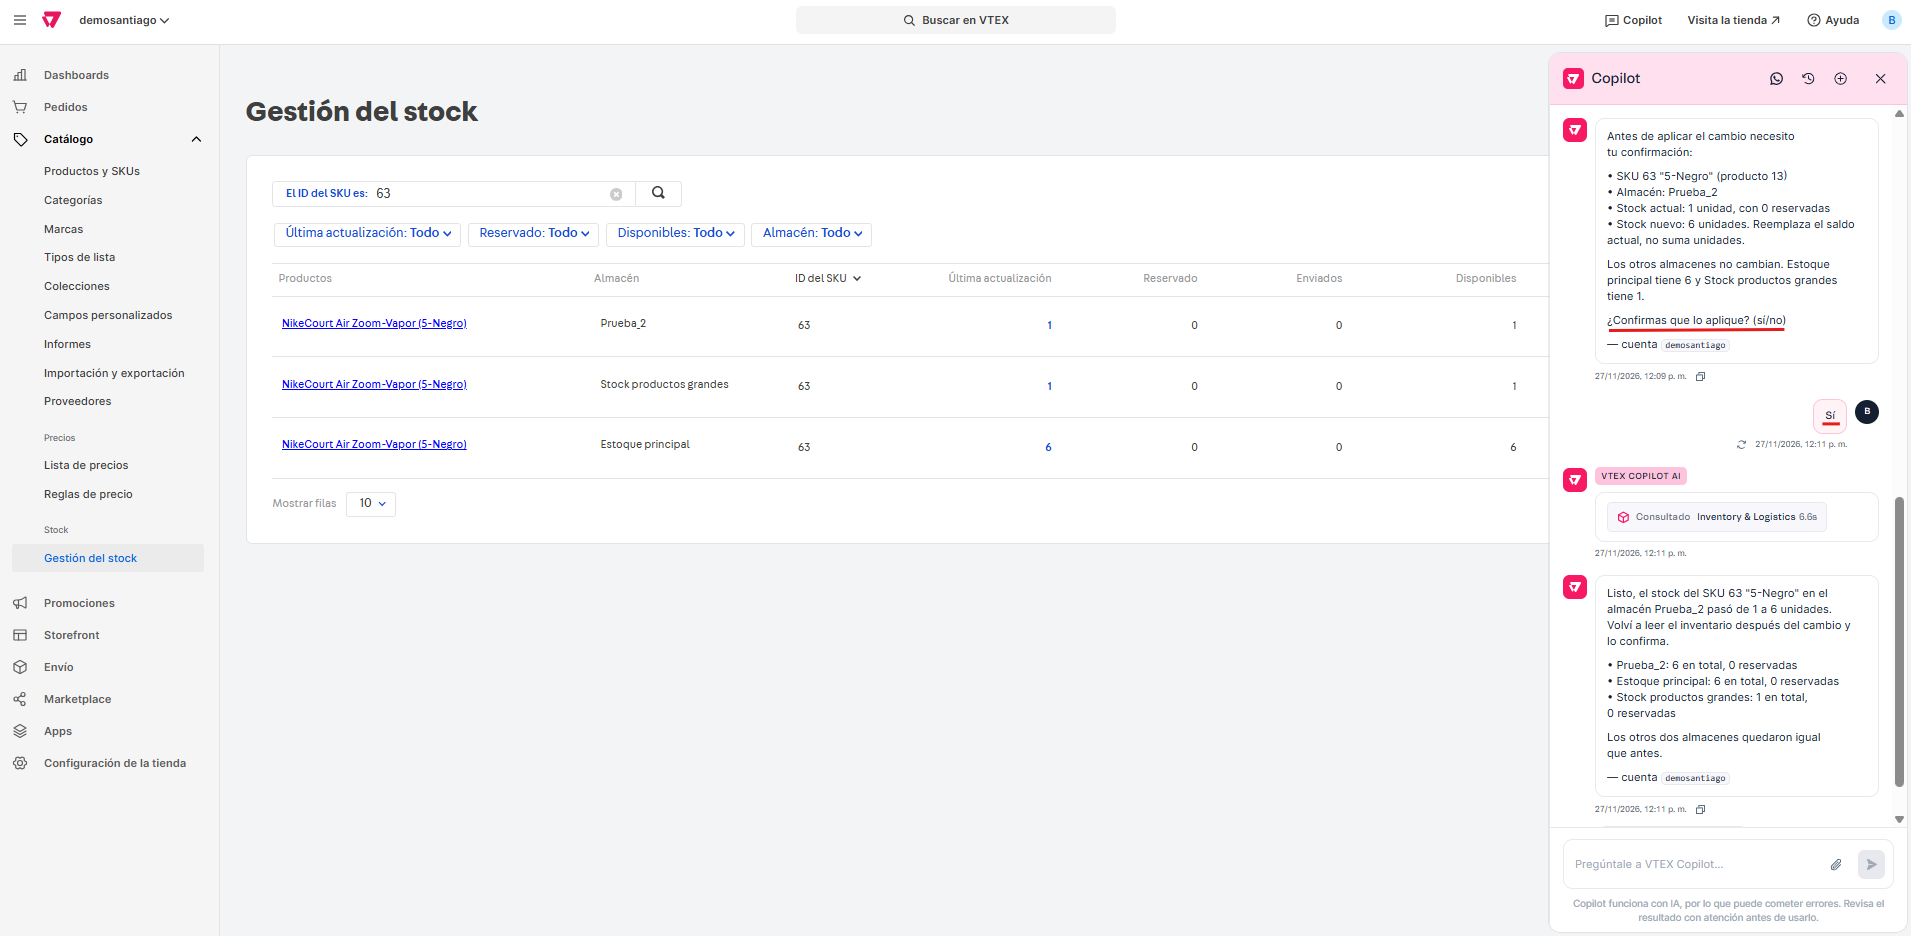 demosantiago
Buscar en VTEX
Copilot
Visita la tienda
Ayuda
B
Dashboards
Pedidos
Catálogo
Productos y SKUs
Categorías
Marcas
Tipos de lista
Colecciones
Campos personalizados
Informes
Importación y exportación
Proveedores
Precios
Lista de precios
Reglas de precio
Stock
Gestión del stock
Promociones
Storefront
Envío
Marketplace
Apps
Configuración de la tienda
Gestión del stock
El ID del SKU es: 63
Última actualización: Todo
Reservado: Todo
Disponibles: Todo
Almacén: Todo
Productos Almacén ID del SKU Última actualización Reservado Enviados Disponibles
NikeCourt Air Zoom-Vapor (5-Negro) Prueba_2 63 1 0 0 1
NikeCourt Air Zoom-Vapor (5-Negro) Stock productos grandes 63 1 0 0 1
NikeCourt Air Zoom-Vapor (5-Negro) Estoque principal 63 6 0 0 6
Mostrar filas 10
Copilot
Antes de aplicar el cambio necesito
tu confirmación:
• SKU 63 "5-Negro" (producto 13)
• Almacén: Prueba_2
• Stock actual: 1 unidad, con 0 reservadas
• Stock nuevo: 6 unidades. Reemplaza el saldo
actual, no suma unidades.
Los otros almacenes no cambian. Estoque
principal tiene 6 y Stock productos grandes
tiene 1.
¿Confirmas que lo aplique? (sí/no)
— cuenta demosantiago
27/11/2026, 12:09 p. m.
Sí
B
27/11/2026, 12:11 p. m.
VTEX COPILOT AI
Consultado Inventory & Logistics 6.6s
27/11/2026, 12:11 p. m.
Listo, el stock del SKU 63 "5-Negro" en el
almacén Prueba_2 pasó de 1 a 6 unidades.
Volví a leer el inventario después del cambio y
lo confirma.
• Prueba_2: 6 en total, 0 reservadas
• Estoque principal: 6 en total, 0 reservadas
• Stock productos grandes: 1 en total,
0 reservadas
Los otros dos almacenes quedaron igual
que antes.
— cuenta demosantiago
27/11/2026, 12:11 p. m.
Pregúntale a VTEX Copilot...
Copilot funciona con IA, por lo que puede cometer errores. Revisa el
resultado con atención antes de usarlo.